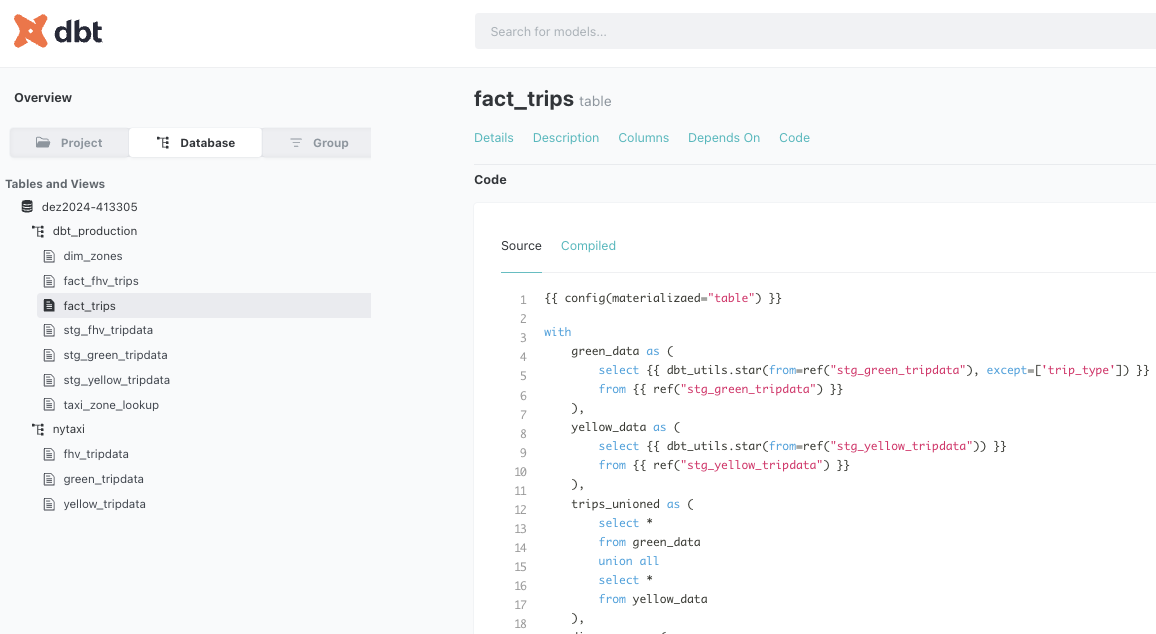 dbt
Search for models...
Overview
Project Database Group
Tables and Views
dez2024-413305
dbt_production
dim_zones
fact_fhv_trips
fact_trips
stg_fhv_tripdata
stg_green_tripdata
stg_yellow_tripdata
taxi_zone_lookup
nytaxi
fhv_tripdata
green_tripdata
yellow_tripdata
fact_trips table
Details Description Columns Depends On Code
Code
Source Compiled
1 {{ config(materializaed="table") }}
2
3 with
4     green_data as (
5         select {{ dbt_utils.star(from=ref("stg_green_tripdata"), except=['trip_type']) }}
6         from {{ ref("stg_green_tripdata") }}
7     ),
8     yellow_data as (
9         select {{ dbt_utils.star(from=ref("stg_yellow_tripdata")) }}
10         from {{ ref("stg_yellow_tripdata") }}
11     ),
12     trips_unioned as (
13         select *
14         from green_data
15         union all
16         select *
17         from yellow_data
18     ),